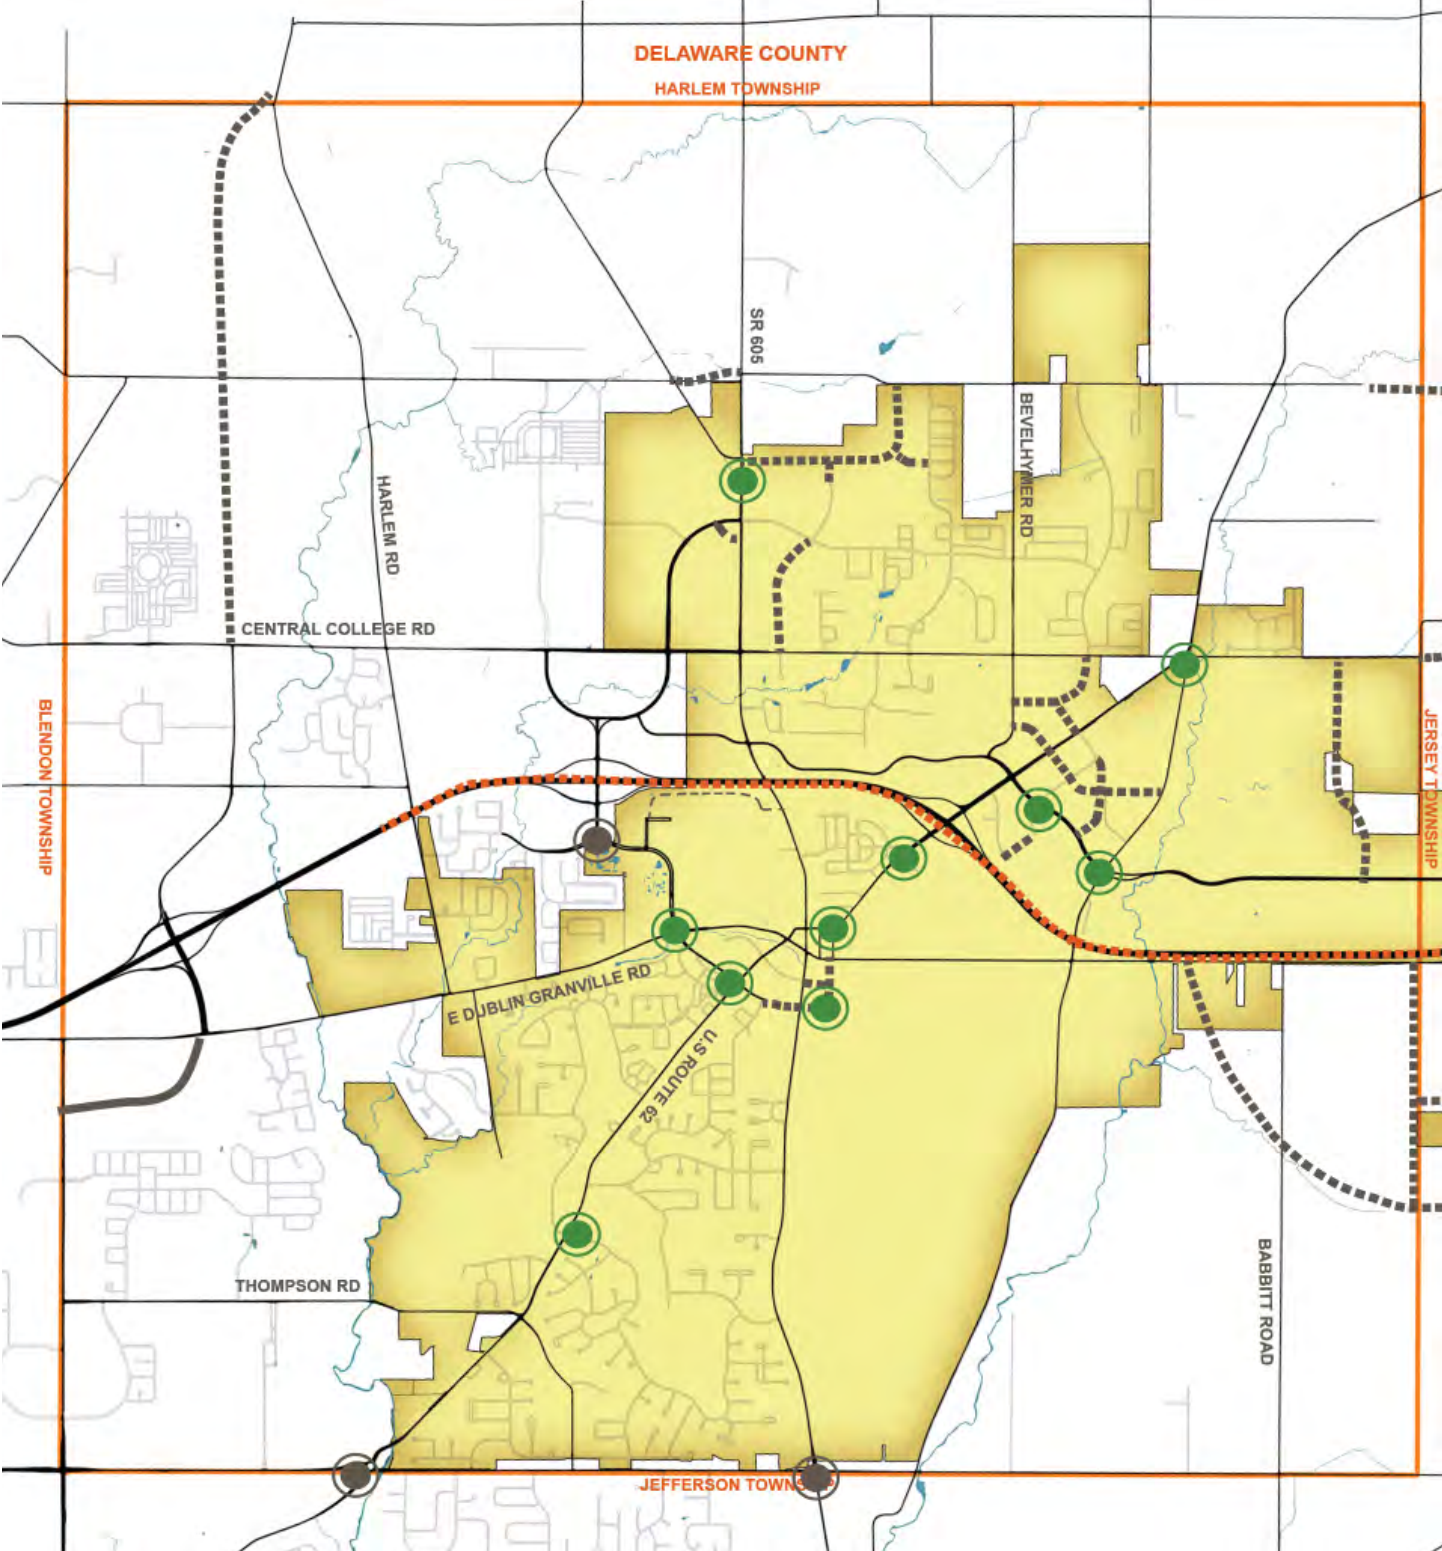 DELAWARE COUNTY
HARLEM TOWNSHIP
SR 605
BEVELHYMER RD
HARLEM RD
CENTRAL COLLEGE RD
BLENDON TOWNSHIP
JERSEY TOWNSHIP
E DUBLIN GRANVILLE RD
U.S ROUTE 62
THOMPSON RD
BABBITT ROAD
JEFFERSON TOWNSHIP